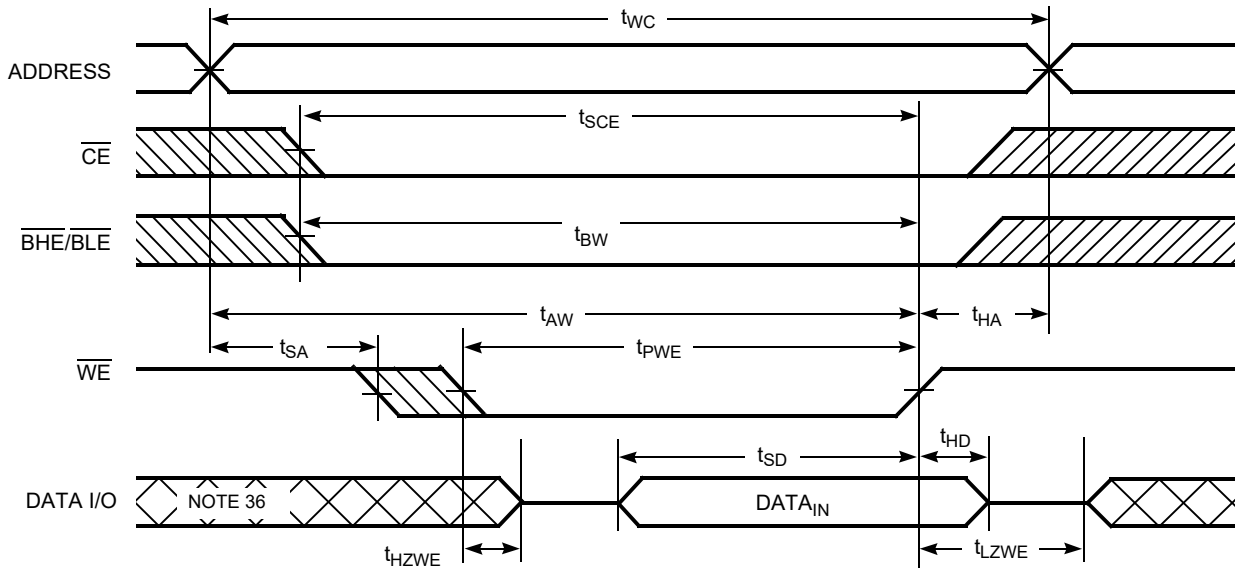 tWC
ADDRESS
tSCE
CE
BHE/BLE
tBW
tAW
tHA
tSA
tPWE
WE
tSD
tHD
DATA I/O
NOTE 36
DATAIN
tHZWE
tLZWE